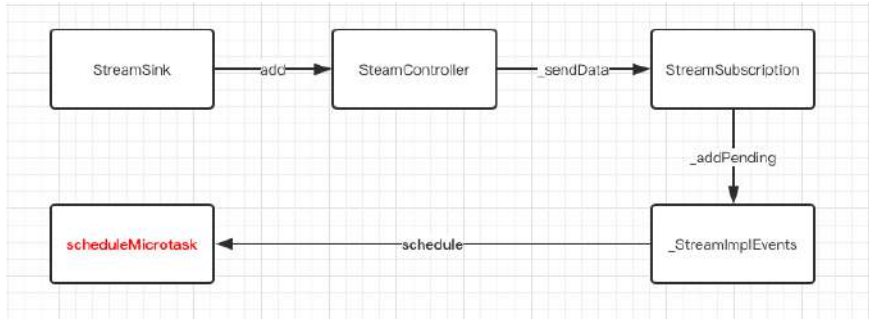 StreamSink
add
SteamController
_sendData
StreamSubscription
_addPending
scheduleMicrotask
schedule
_StreamImplEvents